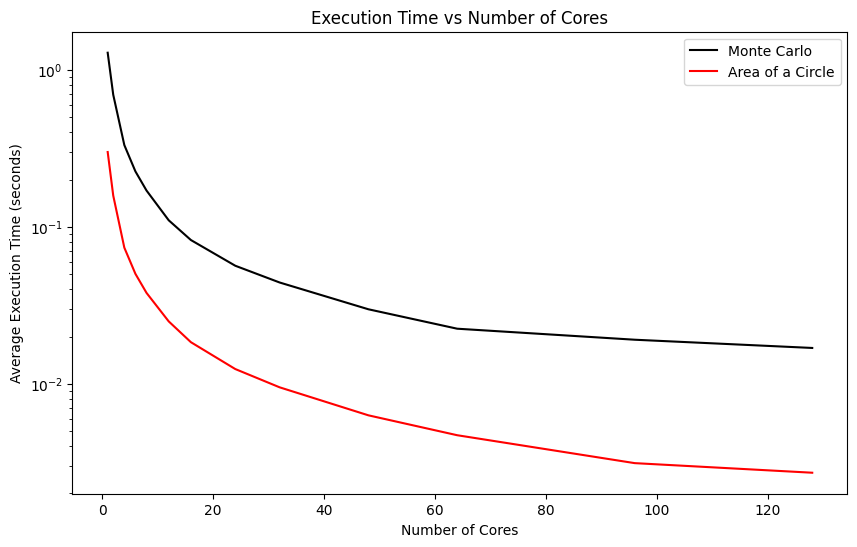 Execution Time vs Number of Cores
Monte Carlo
Area of a Circle
Average Execution Time (seconds)
10⁰
10⁻¹
10⁻²
0 20 40 60 80 100 120
Number of Cores